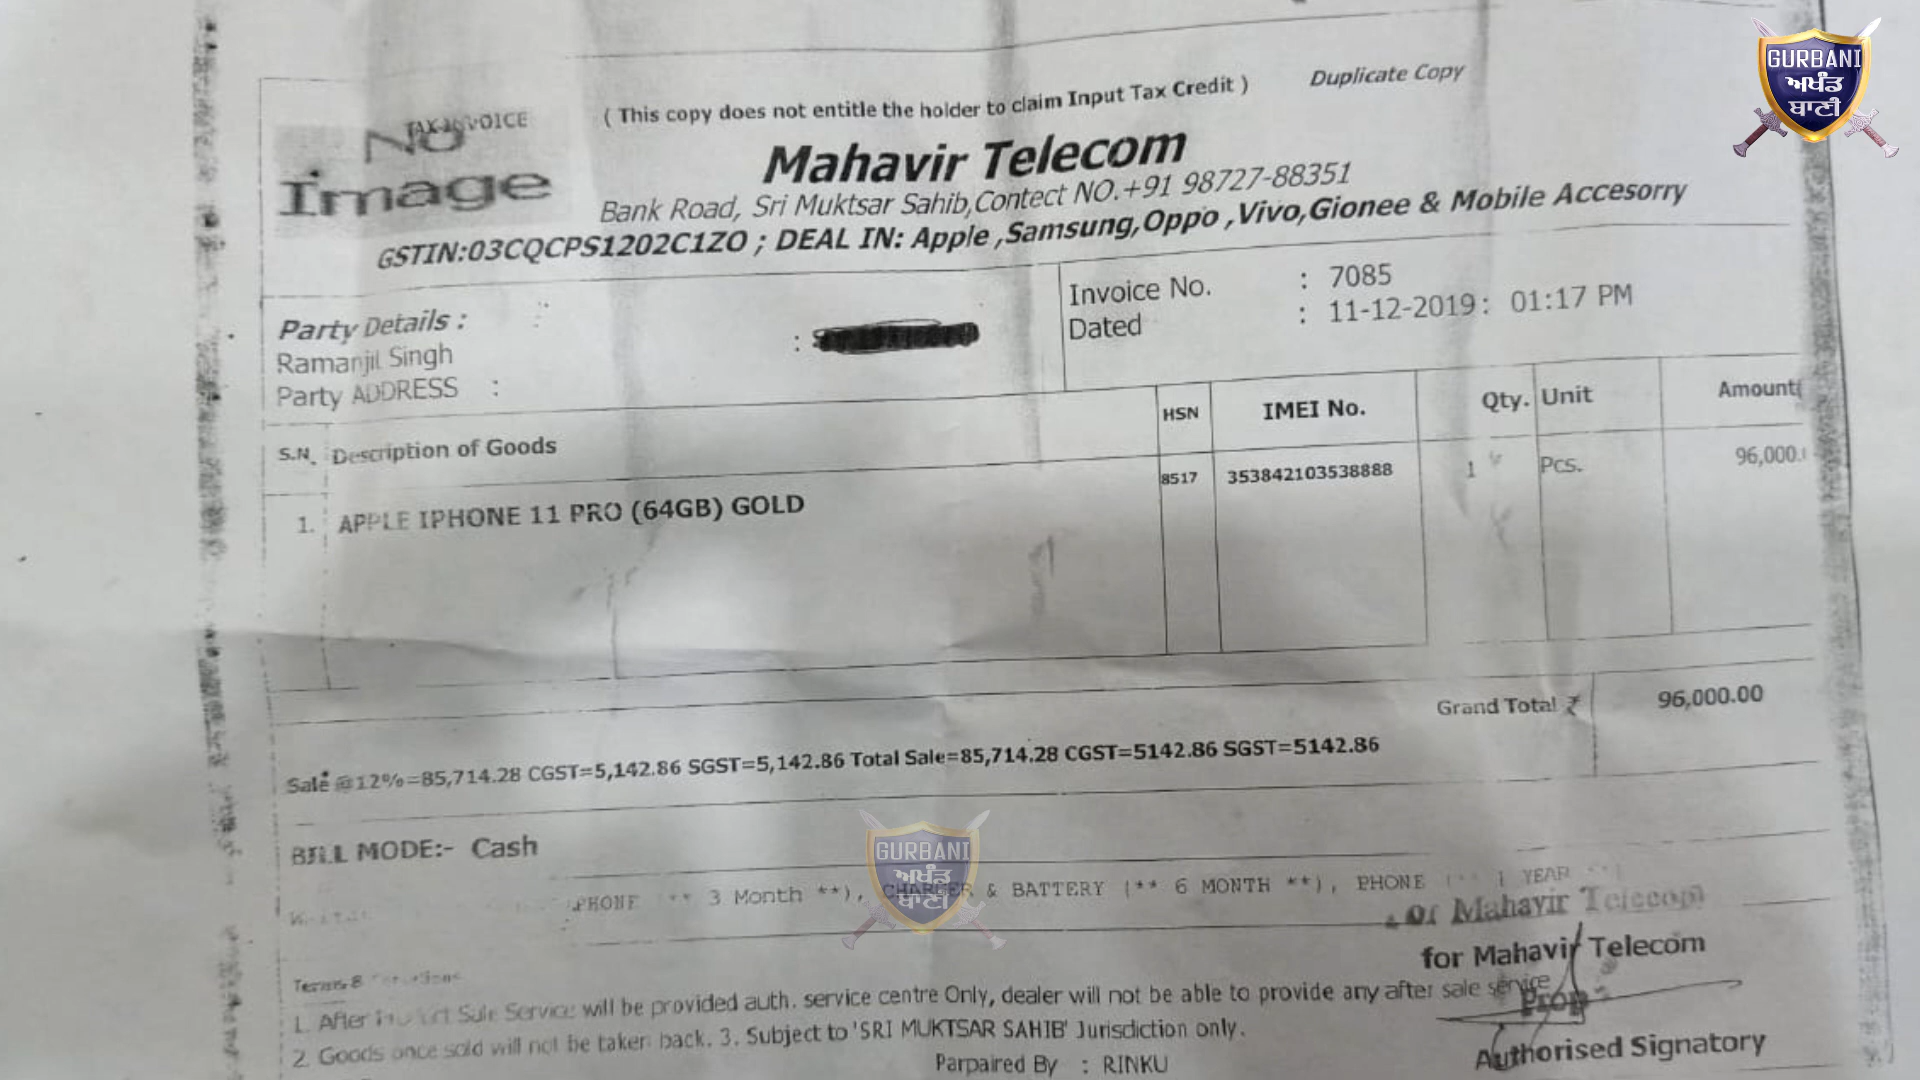 GURBANI
ਅਖੰਡ
ਬਾਣੀ
( This copy does not entitle the holder to claim Input Tax Credit ) Duplicate Copy
TAX INVOICE
No
Image
Mahavir Telecom
Bank Road, Sri Muktsar Sahib,Contect NO.+91 98727-88351
GSTIN:03CQCPS1202C1ZO ; DEAL IN: Apple ,Samsung,Oppo ,Vivo,Gionee & Mobile Accesorry
Party Details :
Ramanjit Singh
Party ADDRESS :
Invoice No. : 7085
Dated : 11-12-2019 : 01:17 PM
S.N. Description of Goods HSN IMEI No. Qty. Unit Amount(
1. APPLE IPHONE 11 PRO (64GB) GOLD 8517 353842103538888 1 Pcs. 96,000.
Grand Total ₹ 96,000.00
Sale @12%=85,714.28 CGST=5,142.86 SGST=5,142.86 Total Sale=85,714.28 CGST=5142.86 SGST=5142.86
BILL MODE:- Cash
PHONE ** 3 Month **), CHARGER & BATTERY (** 6 MONTH **), PHONE 1 YEAR
GURBANI
ਅਖੰਡ
ਬਾਣੀ
or Mahavir Telecom
for Mahavir Telecom
Prop
Authorised Signatory
Terms &
1. After Sale Service will be provided auth. service centre Only, dealer will not be able to provide any after sale service
2. Goods once sold will not be taken back. 3. Subject to 'SRI MUKTSAR SAHIB' Jurisdiction only.
Parpaired By : RINKU